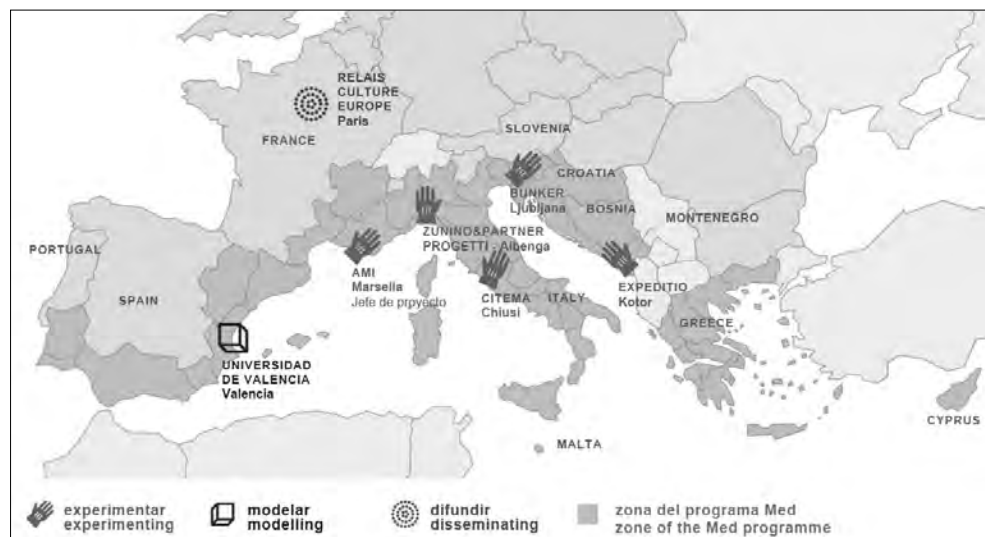 RELAIS
CULTURE
EUROPE
Paris
FRANCE
SLOVENIA
CROATIA
BUNKER
Ljubljana
BOSNIA
MONTENEGRO
ZUNINO&PARTNER
PROGETTI - Albenga
PORTUGAL
SPAIN
AMI
Marsella
Jefe de proyecto
CITEMA
Chiusi
ITALY
EXPEDITIO
Kotor
GREECE
UNIVERSIDAD
DE VALENCIA
Valencia
MALTA
CYPRUS
experimentar
experimenting
modelar
modelling
difundir
disseminating
zona del programa Med
zone of the Med programme